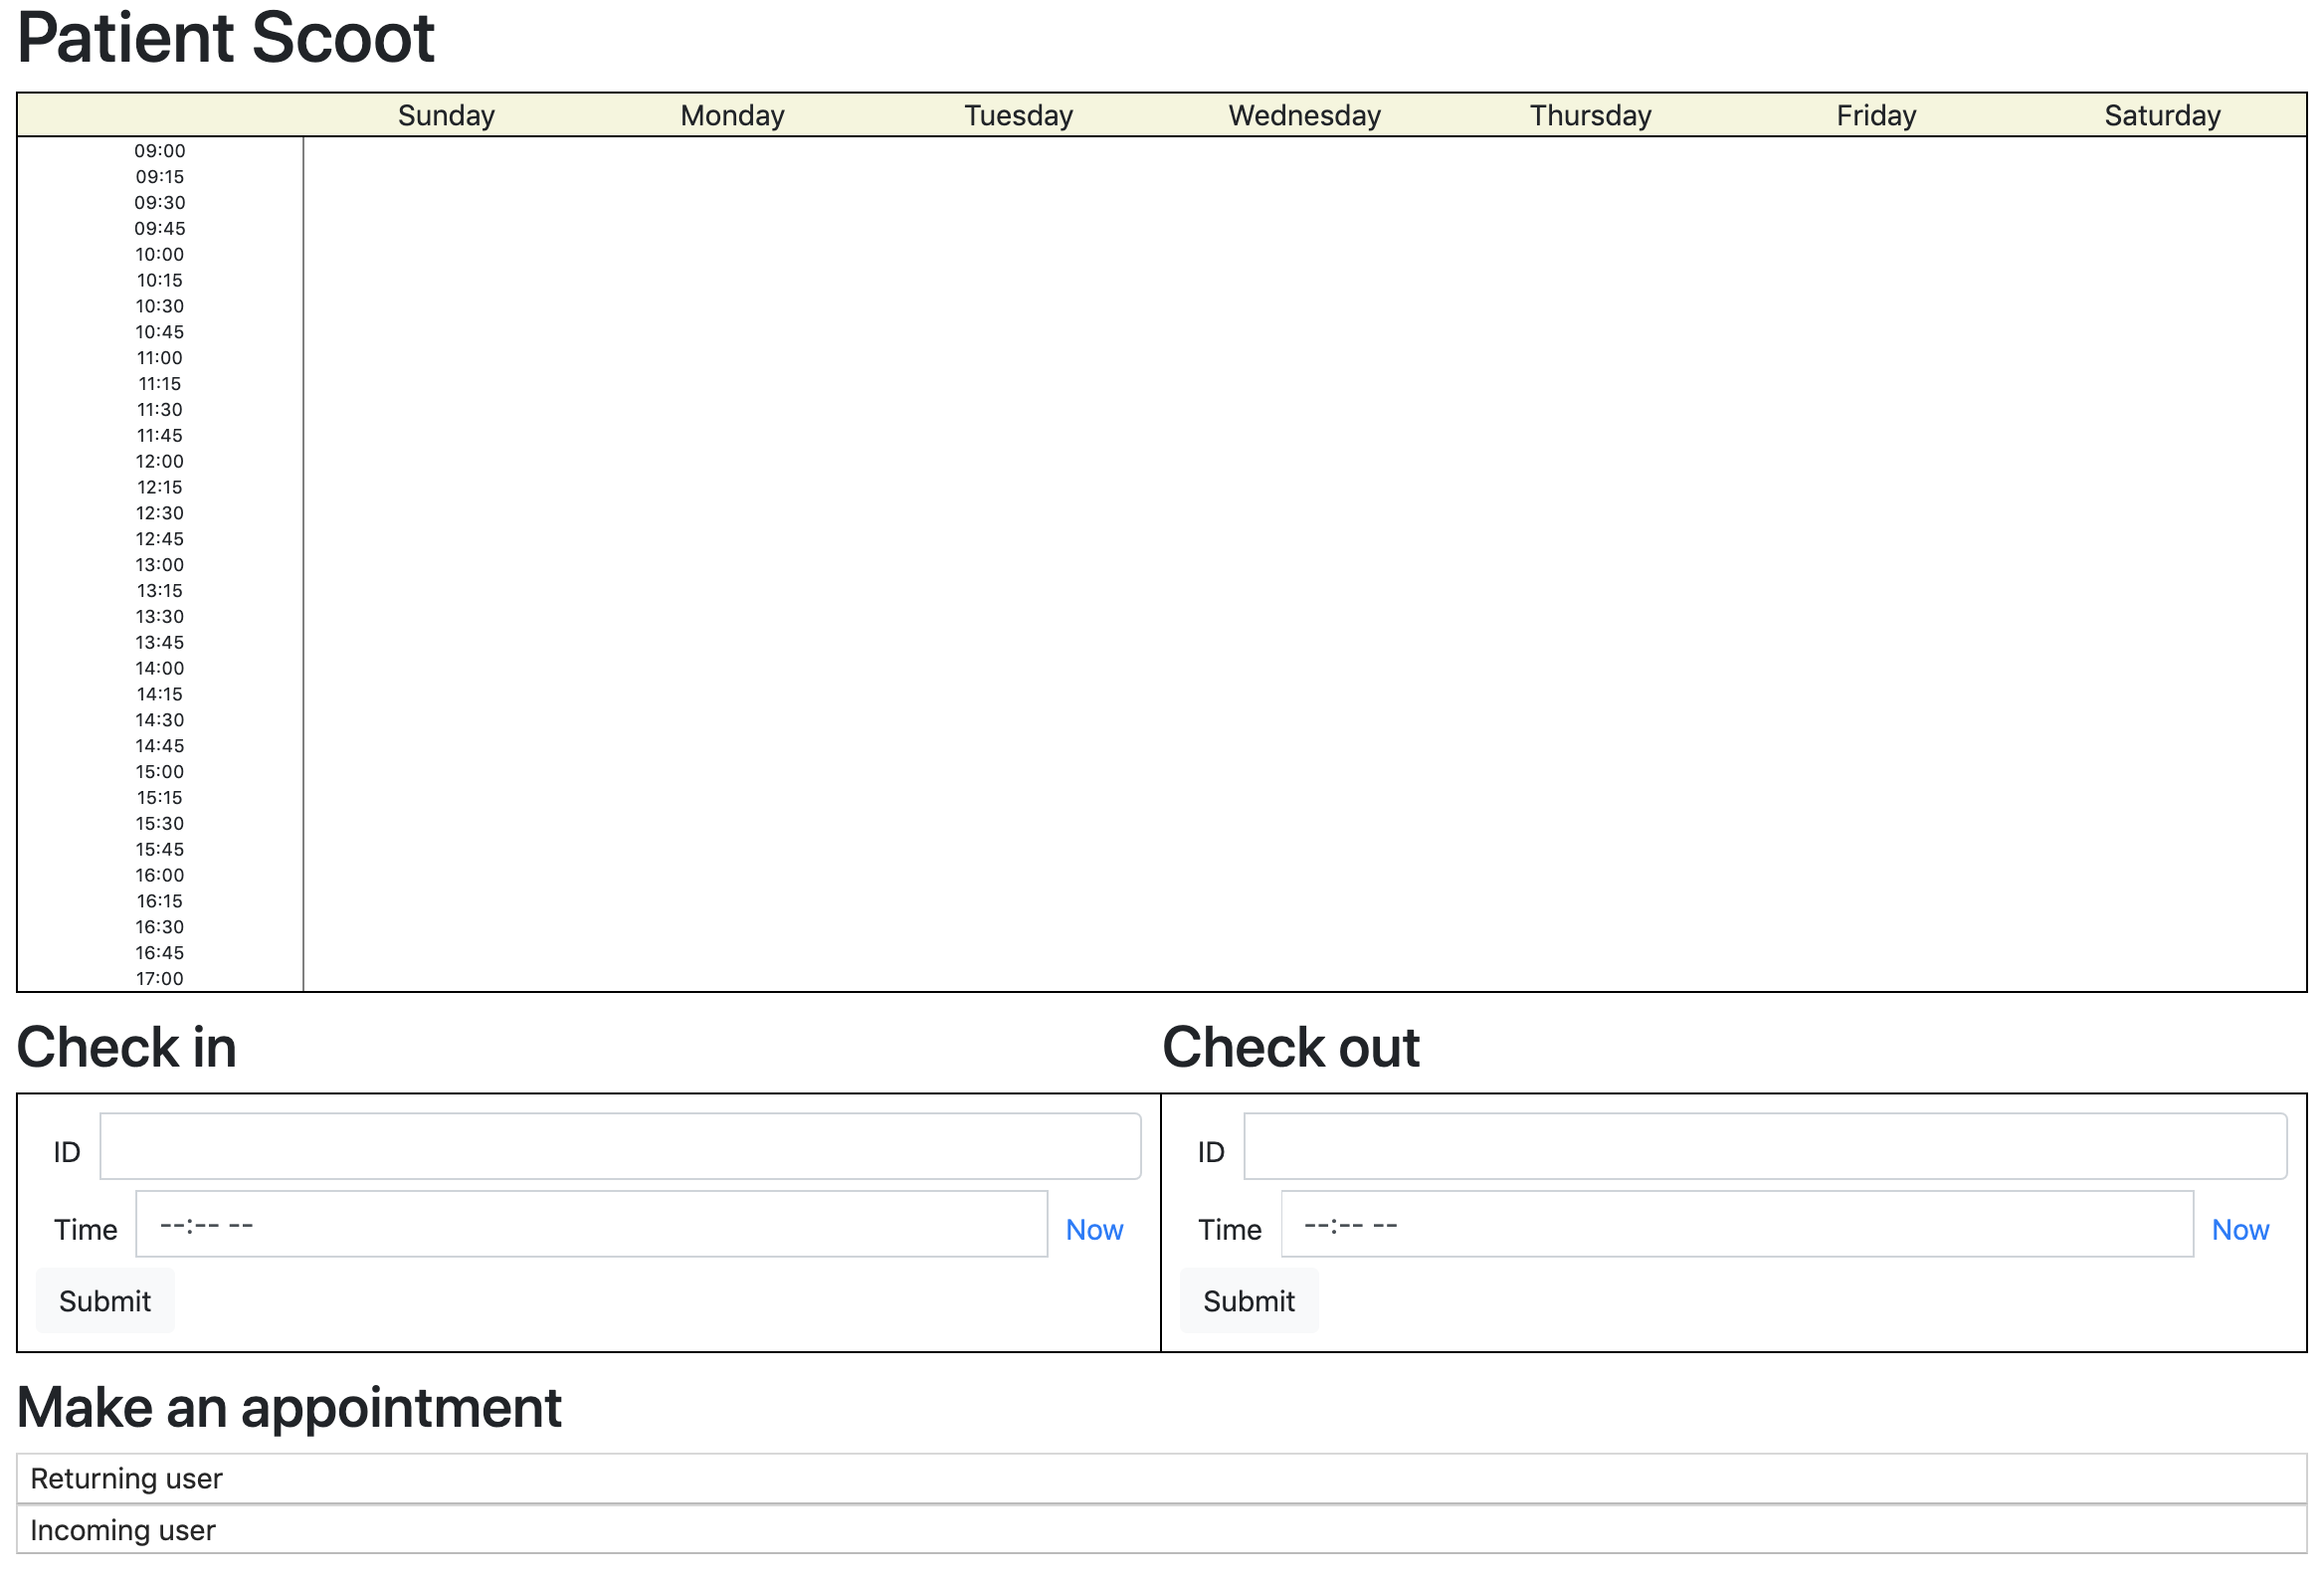 Patient Scoot
Sunday Monday Tuesday Wednesday Thursday Friday Saturday
09:00
09:15
09:30
09:45
10:00
10:15
10:30
10:45
11:00
11:15
11:30
11:45
12:00
12:15
12:30
12:45
13:00
13:15
13:30
13:45
14:00
14:15
14:30
14:45
15:00
15:15
15:30
15:45
16:00
16:15
16:30
16:45
17:00
Check in
ID
Time --:-- -- Now
Submit
Check out
ID
Time --:-- -- Now
Submit
Make an appointment
Returning user
Incoming user